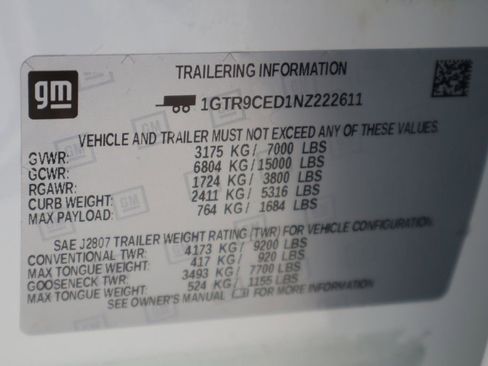 gm
TRAILERING INFORMATION
1GTR9CED1NZ222611
VEHICLE AND TRAILER MUST NOT EXCEED ANY OF THESE VALUES.
GVWR: 3175 KG/ 7000 LBS
GCWR: 6804 KG/ 15000 LBS
RGAWR: 1724 KG/ 3800 LBS
CURB WEIGHT: 2411 KG/ 5316 LBS
MAX PAYLOAD: 764 KG/ 1684 LBS
SAE J2807 TRAILER WEIGHT RATING (TWR) FOR VEHICLE CONFIGURATION
CONVENTIONAL TWR: 4173 KG/ 9200 LBS
MAX TONGUE WEIGHT: 417 KG/ 920 LBS
GOOSENECK TWR: 3493 KG/ 7700 LBS
MAX TONGUE WEIGHT: 524 KG/ 1155 LBS
SEE OWNER'S MANUAL FOR MORE INFORMATION